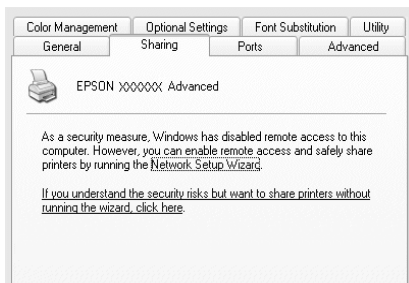 Color Management Optional Settings Font Substitution Utility
General Sharing Ports Advanced
EPSON XXXXXX Advanced
As a security measure, Windows has disabled remote access to this
computer. However, you can enable remote access and safely share
printers by running the Network Setup Wizard.
If you understand the security risks but want to share printers without
running the wizard, click here.